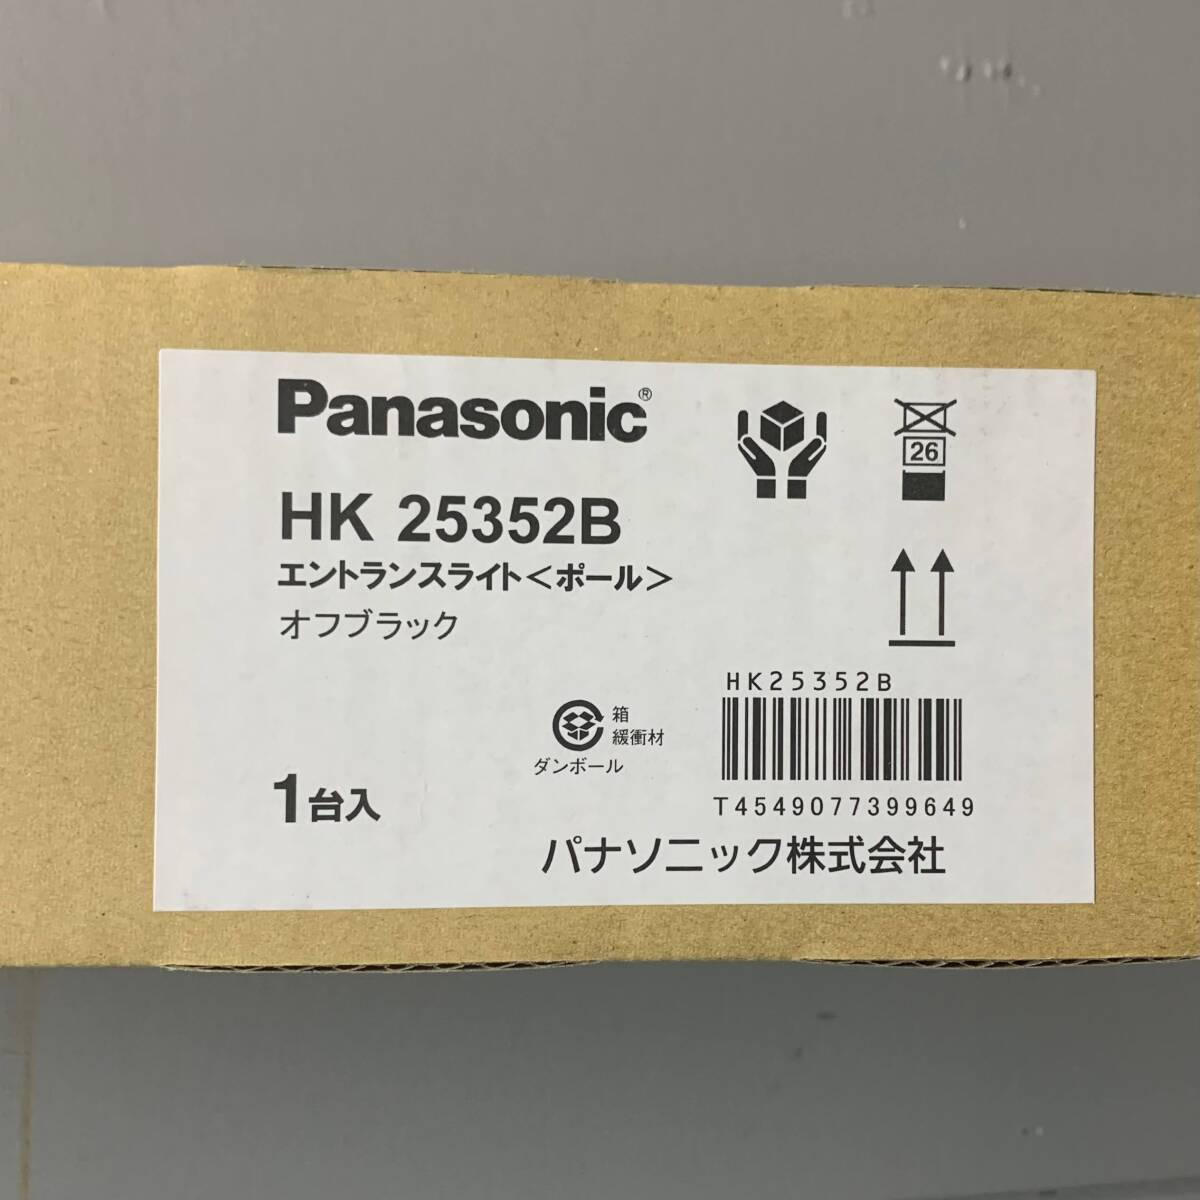 Panasonic®
26
HK 25352B
エントランスライト＜ポール＞
オフブラック
HK25352B
箱
緩衝材
ダンボール
T4549077399649
1台入
パナソニック株式会社